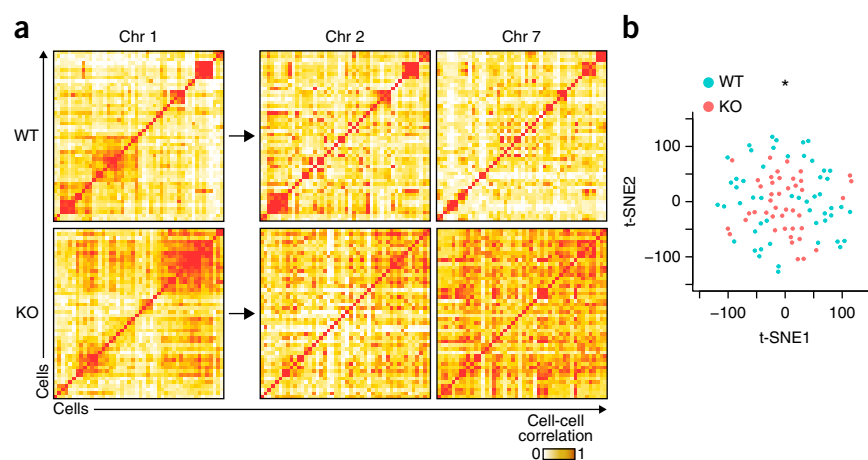 a
Chr 1
Chr 2
Chr 7
WT
KO
Cells
Cells
Cell-cell
correlation
0
1
b
WT
KO
*
100
0
−100
t-SNE2
−100
0
100
t-SNE1